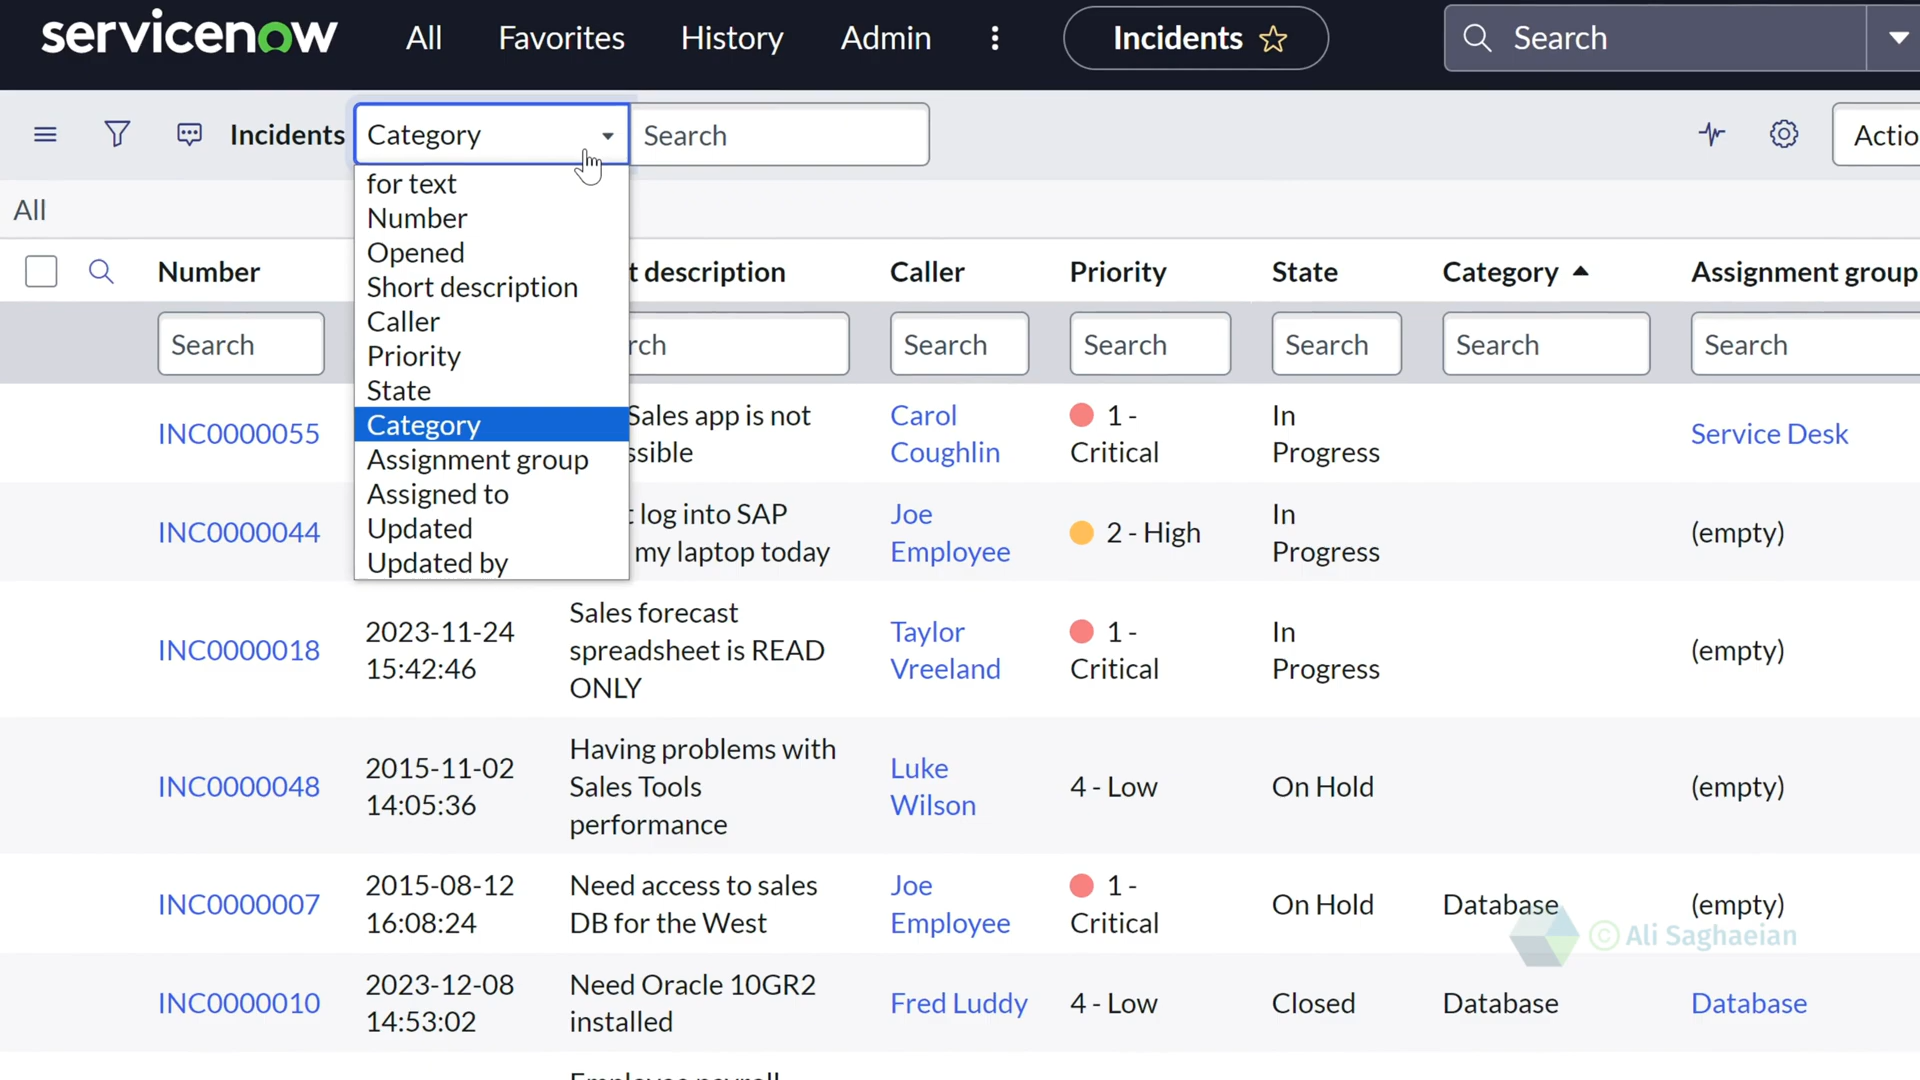 servicenow All Favorites History Admin Incidents Search
Incidents Category Search Actio
for text
Number
Opened
Short description
Caller
Priority
State
Category
Assignment group
Assigned to
Updated
Updated by
All
Number t description Caller Priority State Category Assignment group
Search rch Search Search Search Search Search
INC0000055 Sales app is not Carol 1 - In Service Desk
ssible Coughlin Critical Progress
INC0000044 t log into SAP Joe 2 - High In (empty)
my laptop today Employee Progress
INC0000018 2023-11-24 Sales forecast Taylor 1 - In (empty)
15:42:46 spreadsheet is READ Vreeland Critical Progress
ONLY
INC0000048 2015-11-02 Having problems with Luke 4 - Low On Hold (empty)
14:05:36 Sales Tools Wilson
performance
INC0000007 2015-08-12 Need access to sales Joe 1 - On Hold Database (empty)
16:08:24 DB for the West Employee Critical
© Ali Saghaeian
INC0000010 2023-12-08 Need Oracle 10GR2 Fred Luddy 4 - Low Closed Database Database
14:53:02 installed